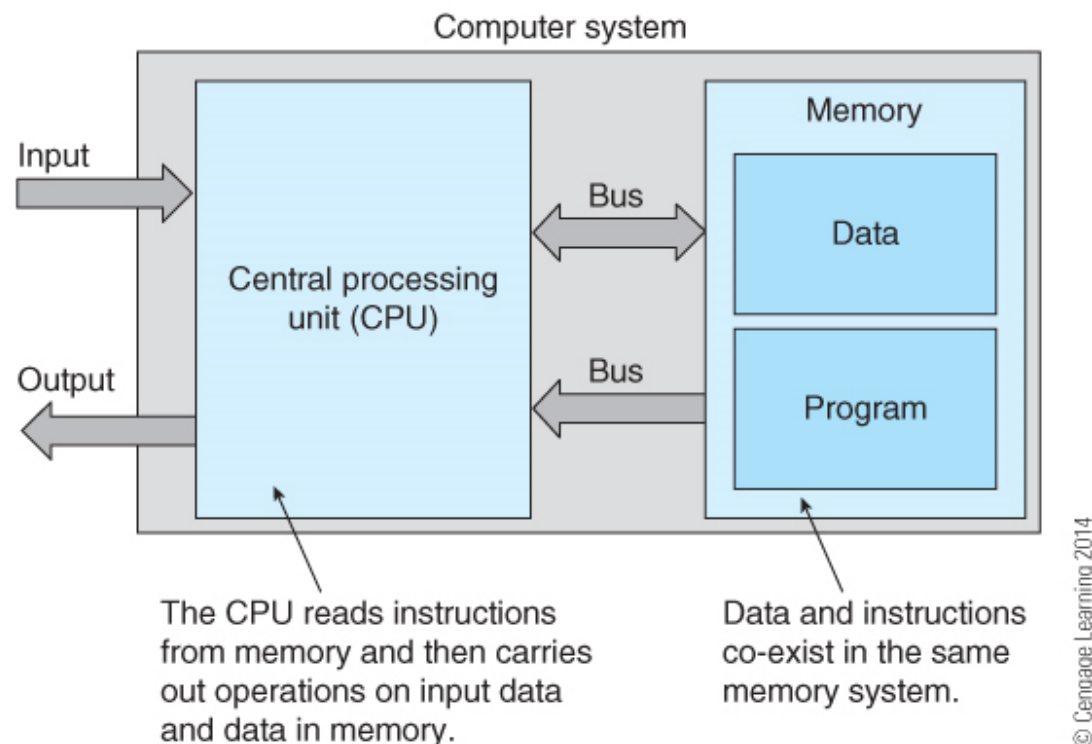 Computer system
Input
Output
Central processing
unit (CPU)
Bus
Bus
Memory
Data
Program
The CPU reads instructions
from memory and then carries
out operations on input data
and data in memory.
Data and instructions
co-exist in the same
memory system.
© Cengage Learning 2014